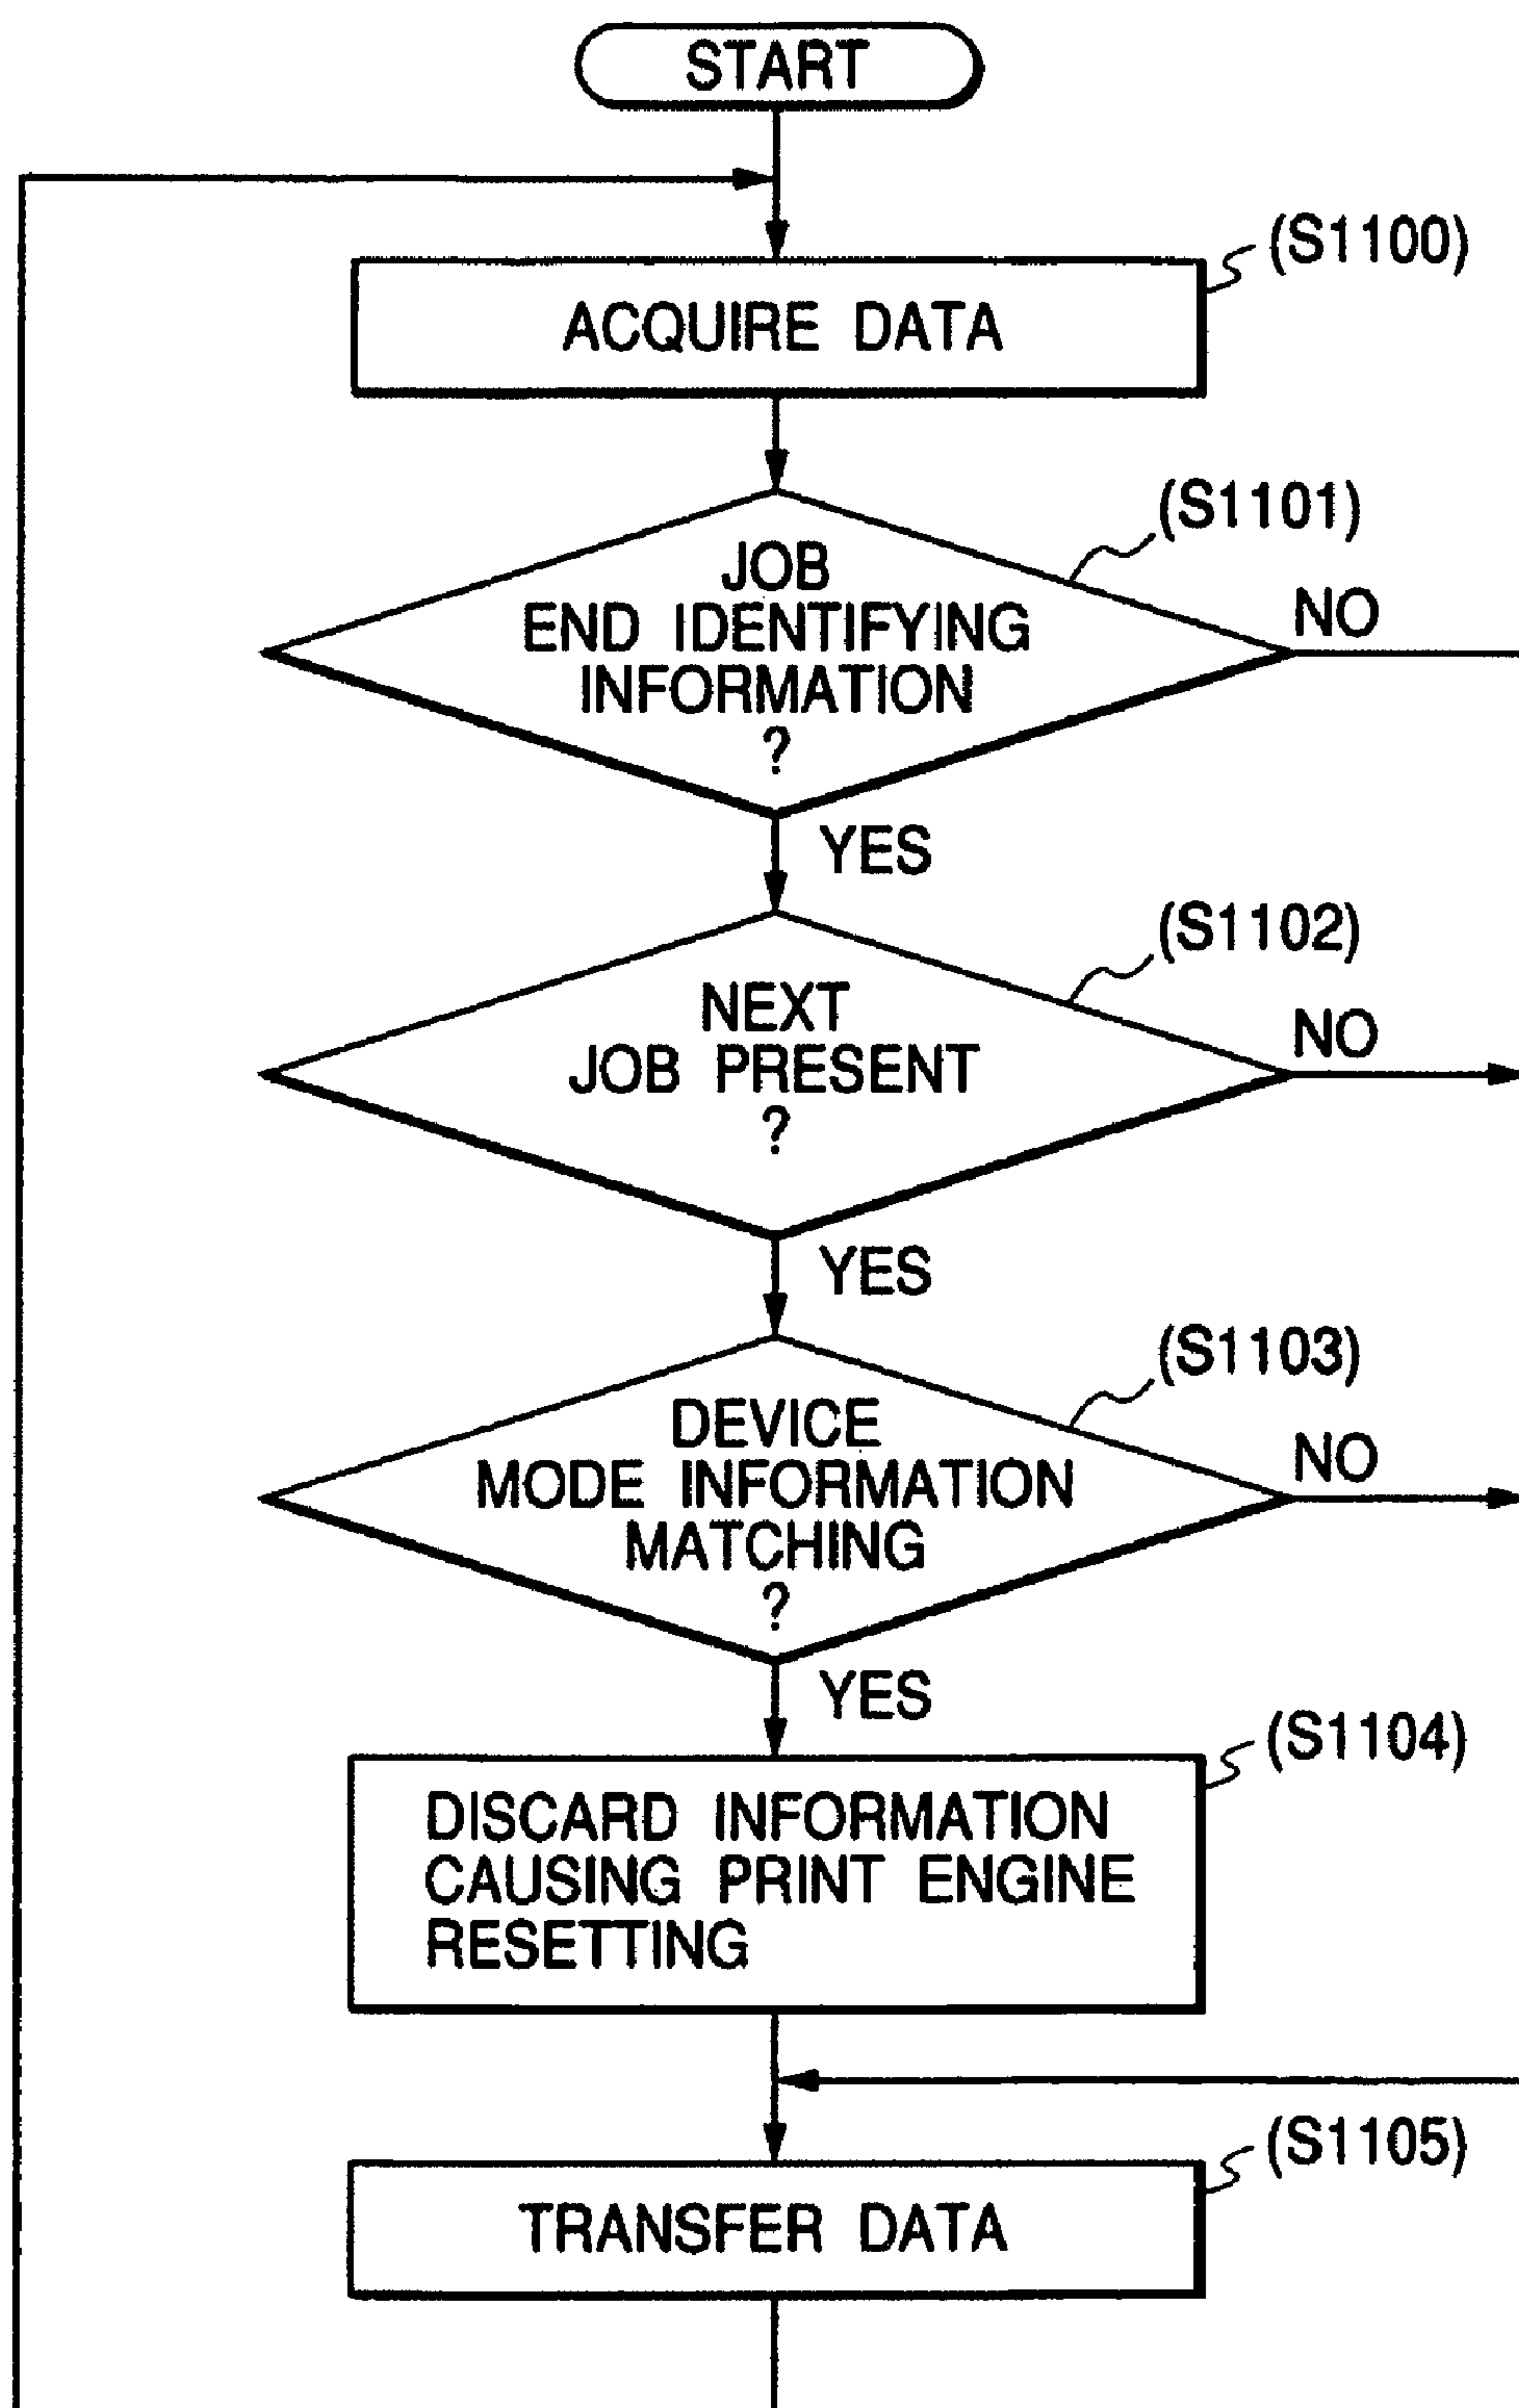 START
(S1100)
ACQUIRE DATA
(S1101)
JOB
END IDENTIFYING
INFORMATION
?
NO
YES
(S1102)
NEXT
JOB PRESENT
?
NO
YES
(S1103)
DEVICE
MODE INFORMATION
MATCHING
?
NO
YES
(S1104)
DISCARD INFORMATION
CAUSING PRINT ENGINE
RESETTING
(S1105)
TRANSFER DATA